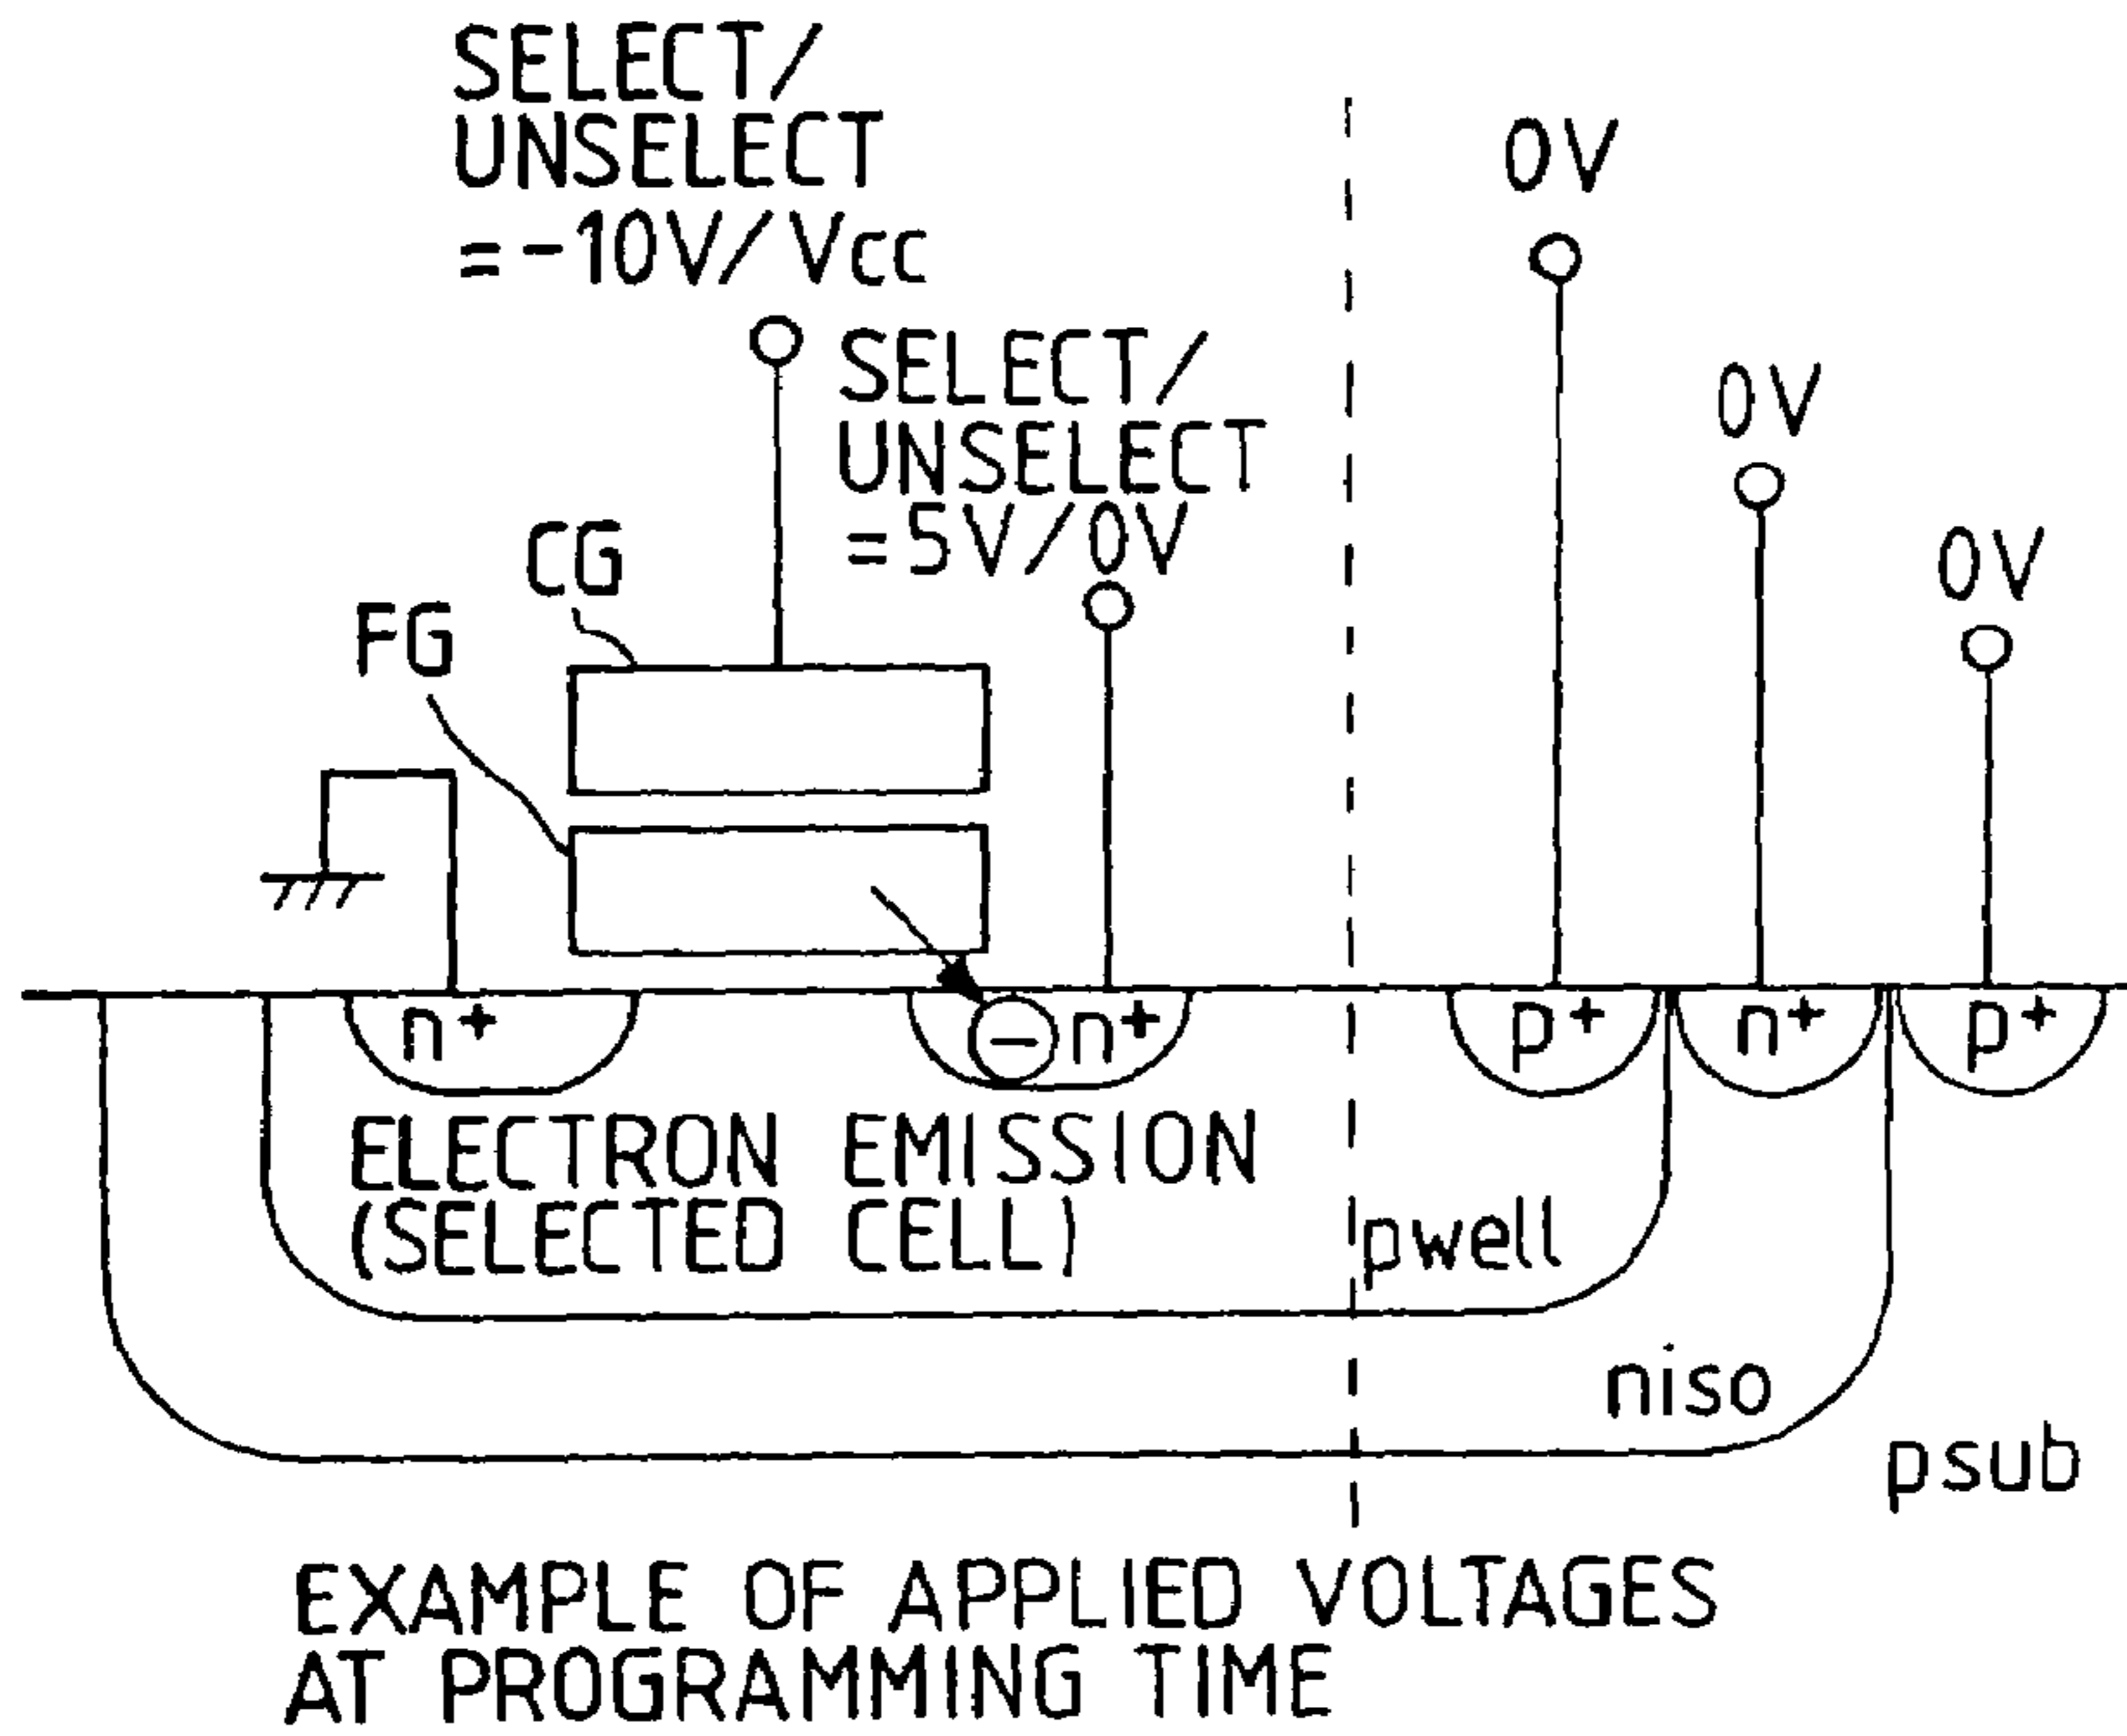 SELECT/
UNSELECT
=-10V/Vcc
SELECT/
UNSELECT
=5V/0V
0V
0V
0V
CG
FG
n+
⊖ n+
p+
n+
p+
ELECTRON EMISSION
(SELECTED CELL)
pwell
niso
psub
EXAMPLE OF APPLIED VOLTAGES
AT PROGRAMMING TIME